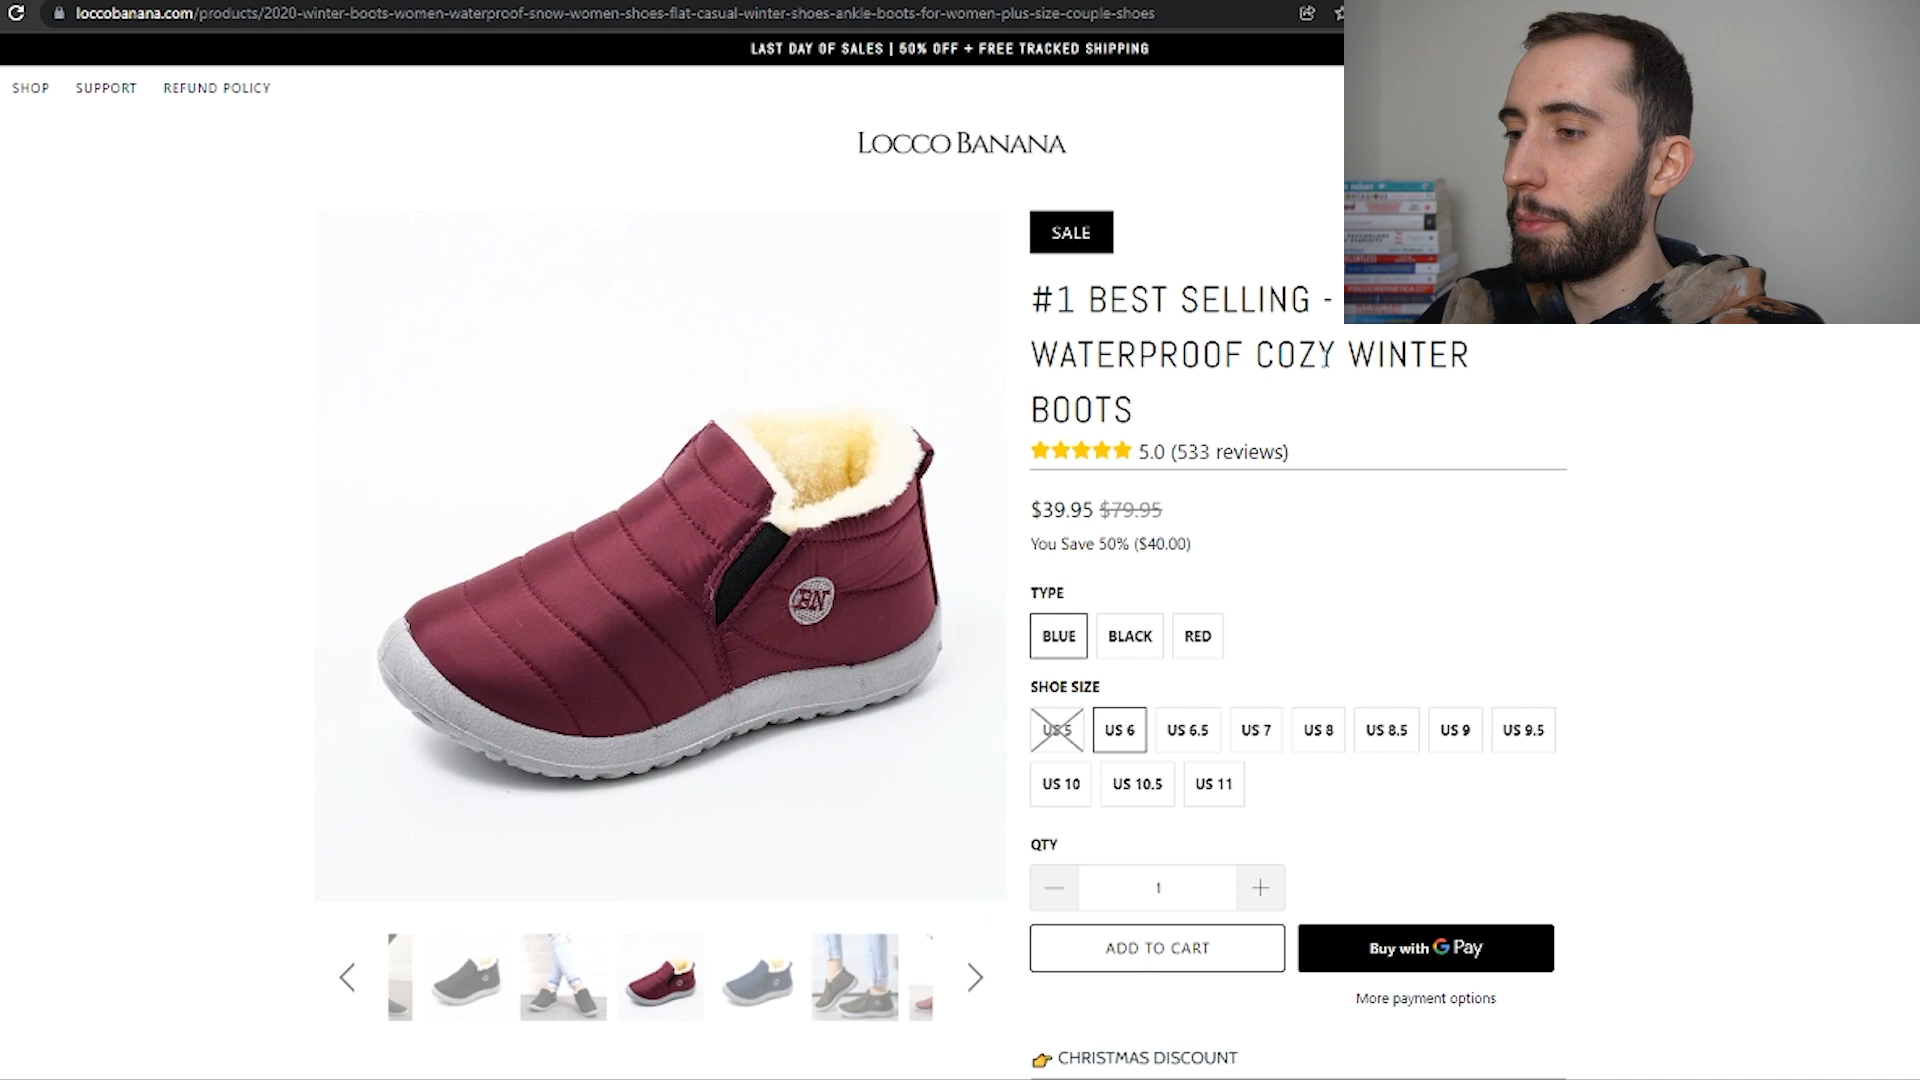 loccobanana.com/products/2020-winter-boots-women-waterproof-snow-women-shoes-flat-casual-winter-shoes-ankle-boots-for-women-plus-size-couple-shoes
LAST DAY OF SALES | 50% OFF + FREE TRACKED SHIPPING
SHOP SUPPORT REFUND POLICY
LOCCO BANANA
SALE
#1 BEST SELLING -
WATERPROOF COZY WINTER
BOOTS
5.0 (533 reviews)
$39.95 $79.95
You Save 50% ($40.00)
TYPE
BLUE BLACK RED
SHOE SIZE
US 5 US 6 US 6.5 US 7 US 8 US 8.5 US 9 US 9.5
US 10 US 10.5 US 11
QTY
1
ADD TO CART
Buy with G Pay
More payment options
👉 CHRISTMAS DISCOUNT
BN
RELENTLESS